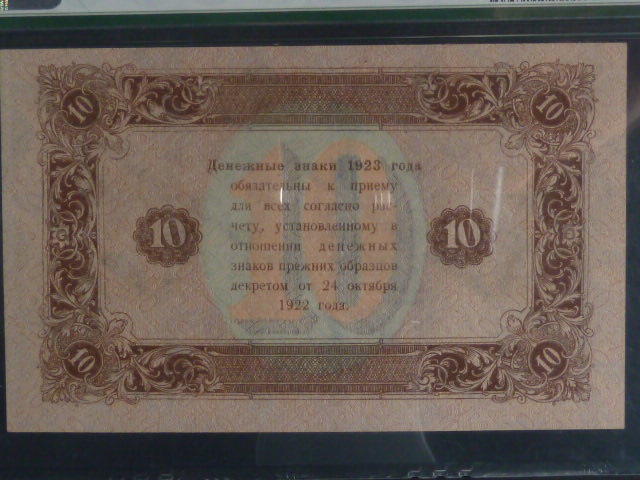 10 10
Денежные знаки 1923 года
обязательны к приему
для всех согласно рас-
чету, установленному в
10 отношении денежных 10
знаков прежних образцов
декретом от 24 октября
1922 года.
10
10 10